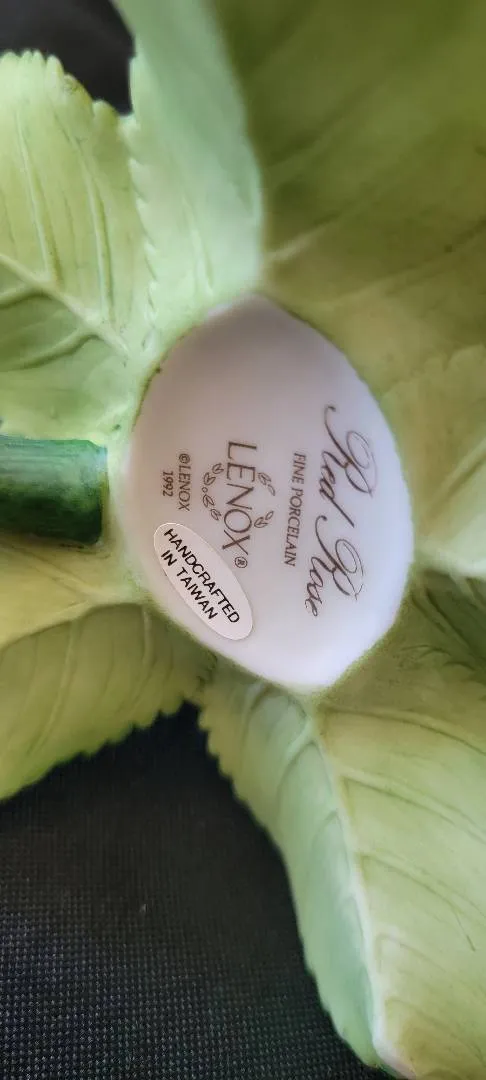 Red Rose
FINE PORCELAIN
LENOX®
©LENOX
1992
HANDCRAFTED
IN TAIWAN